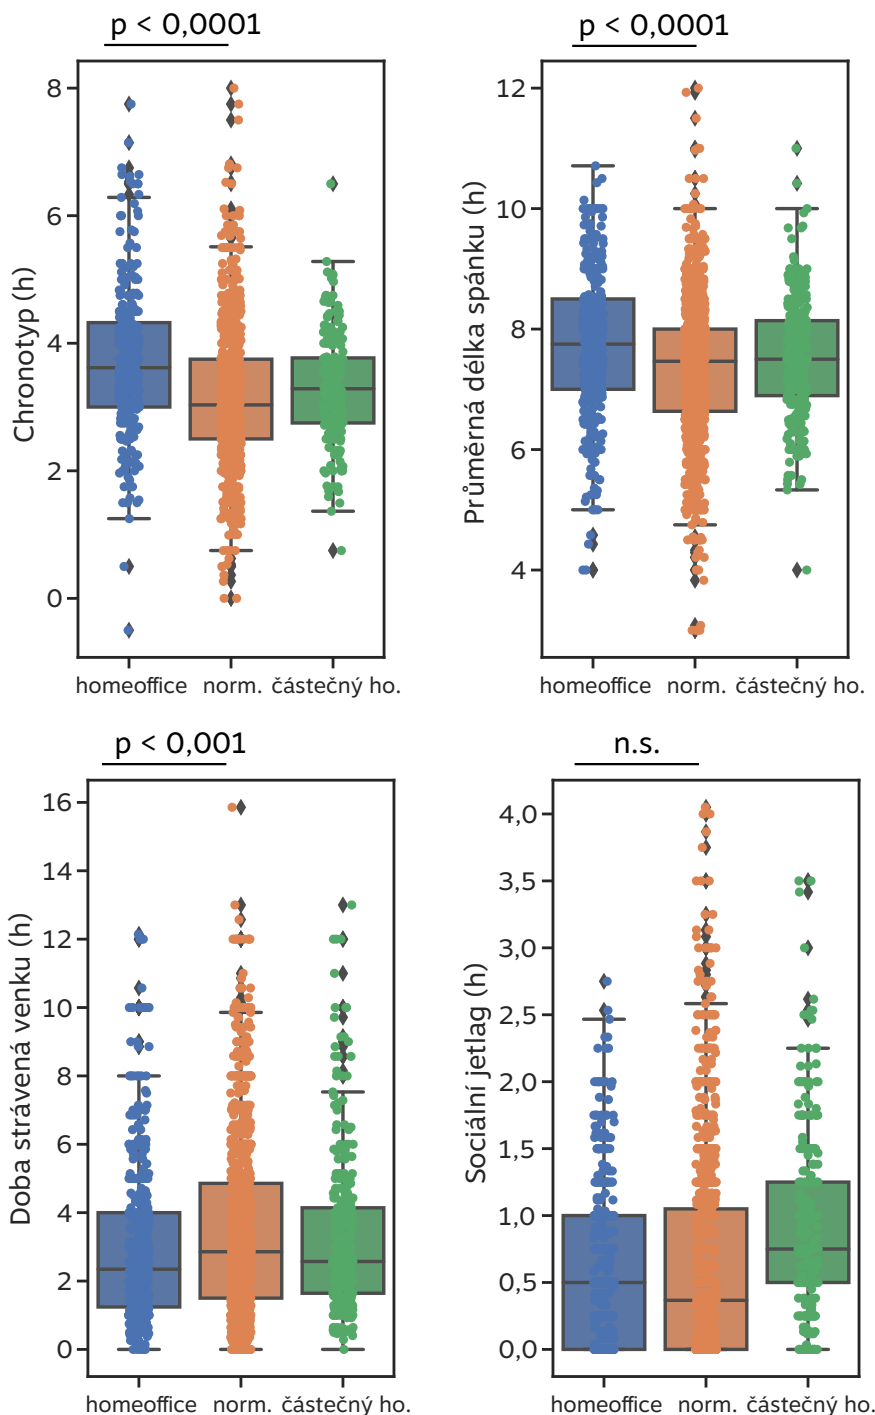 p < 0,0001
p < 0,0001
Chronotyp (h)
8
6
4
2
0
homeoffice norm. částečný ho.
Průměrná délka spánku (h)
12
10
8
6
4
homeoffice norm. částečný ho.
p < 0,001
n.s.
Doba strávená venku (h)
16
14
12
10
8
6
4
2
0
homeoffice norm. částečný ho.
Sociální jetlag (h)
4,0
3,5
3,0
2,5
2,0
1,5
1,0
0,5
0,0
homeoffice norm. částečný ho.